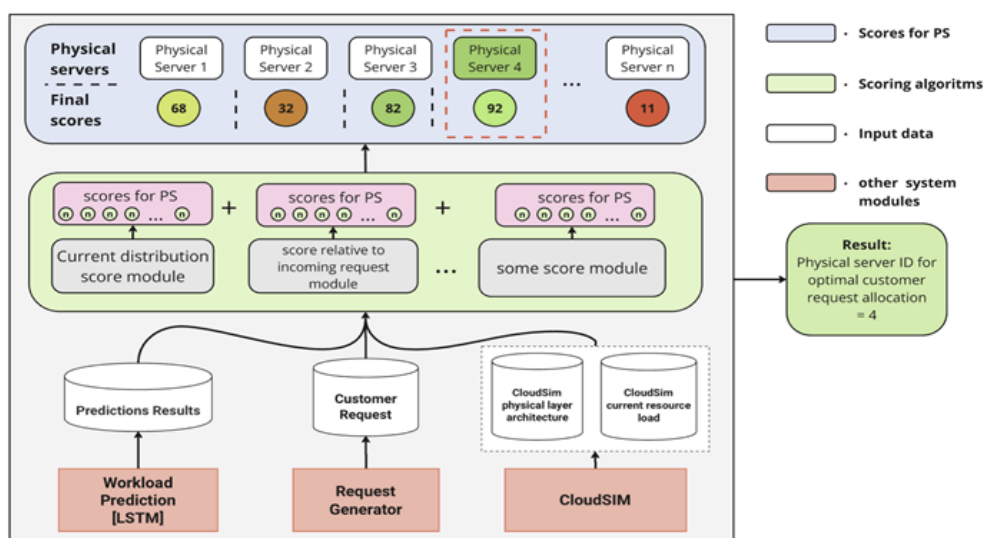 Physical servers
Final scores
Physical Server 1
Physical Server 2
Physical Server 3
Physical Server 4
...
Physical Server n
68
32
82
92
11
scores for PS
n n n n ... n
+
scores for PS
n n n n ... n
+
scores for PS
n n n n ... n
Current distribution
score module
score relative to
incoming request
module
...
some score module
Predictions Results
Customer
Request
CloudSim
physical layer
architecture
CloudSim
current resource
load
Workload
Prediction
[LSTM]
Request
Generator
CloudSIM
· Scores for PS
· Scoring algoritms
· Input data
· other system
modules
Result:
Physical server ID for
optimal customer
request allocation
= 4